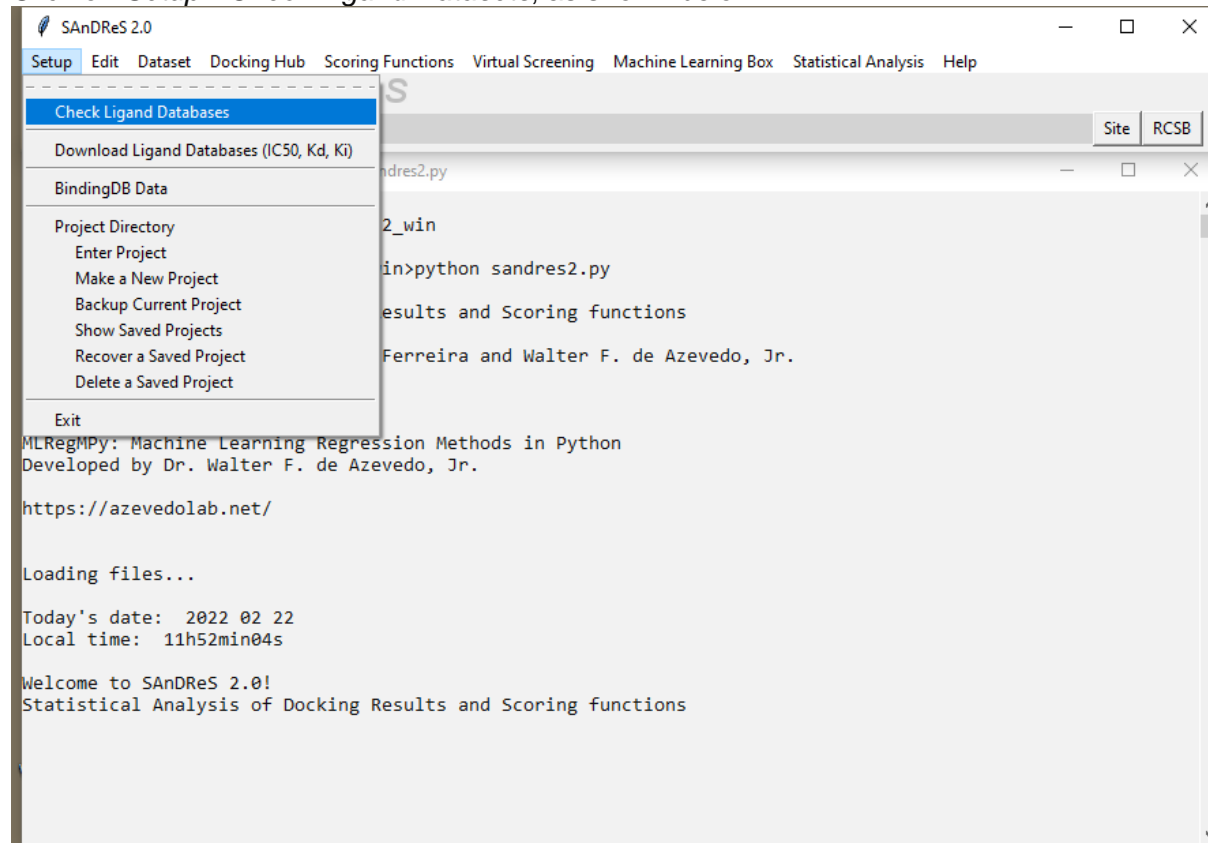 SAnDReS 2.0
Setup Edit Dataset Docking Hub Scoring Functions Virtual Screening Machine Learning Box Statistical Analysis Help
S
Check Ligand Databases
Site RCSB
Download Ligand Databases (IC50, Kd, Ki)
ndres2.py
BindingDB Data
Project Directory
2_win
Enter Project
in>python sandres2.py
Make a New Project
Backup Current Project
esults and Scoring functions
Show Saved Projects
Recover a Saved Project
Ferreira and Walter F. de Azevedo, Jr.
Delete a Saved Project
Exit
MLRegMPy: Machine Learning Regression Methods in Python
Developed by Dr. Walter F. de Azevedo, Jr.
https://azevedolab.net/
Loading files...
Today's date: 2022 02 22
Local time: 11h52min04s
Welcome to SAnDReS 2.0!
Statistical Analysis of Docking Results and Scoring functions